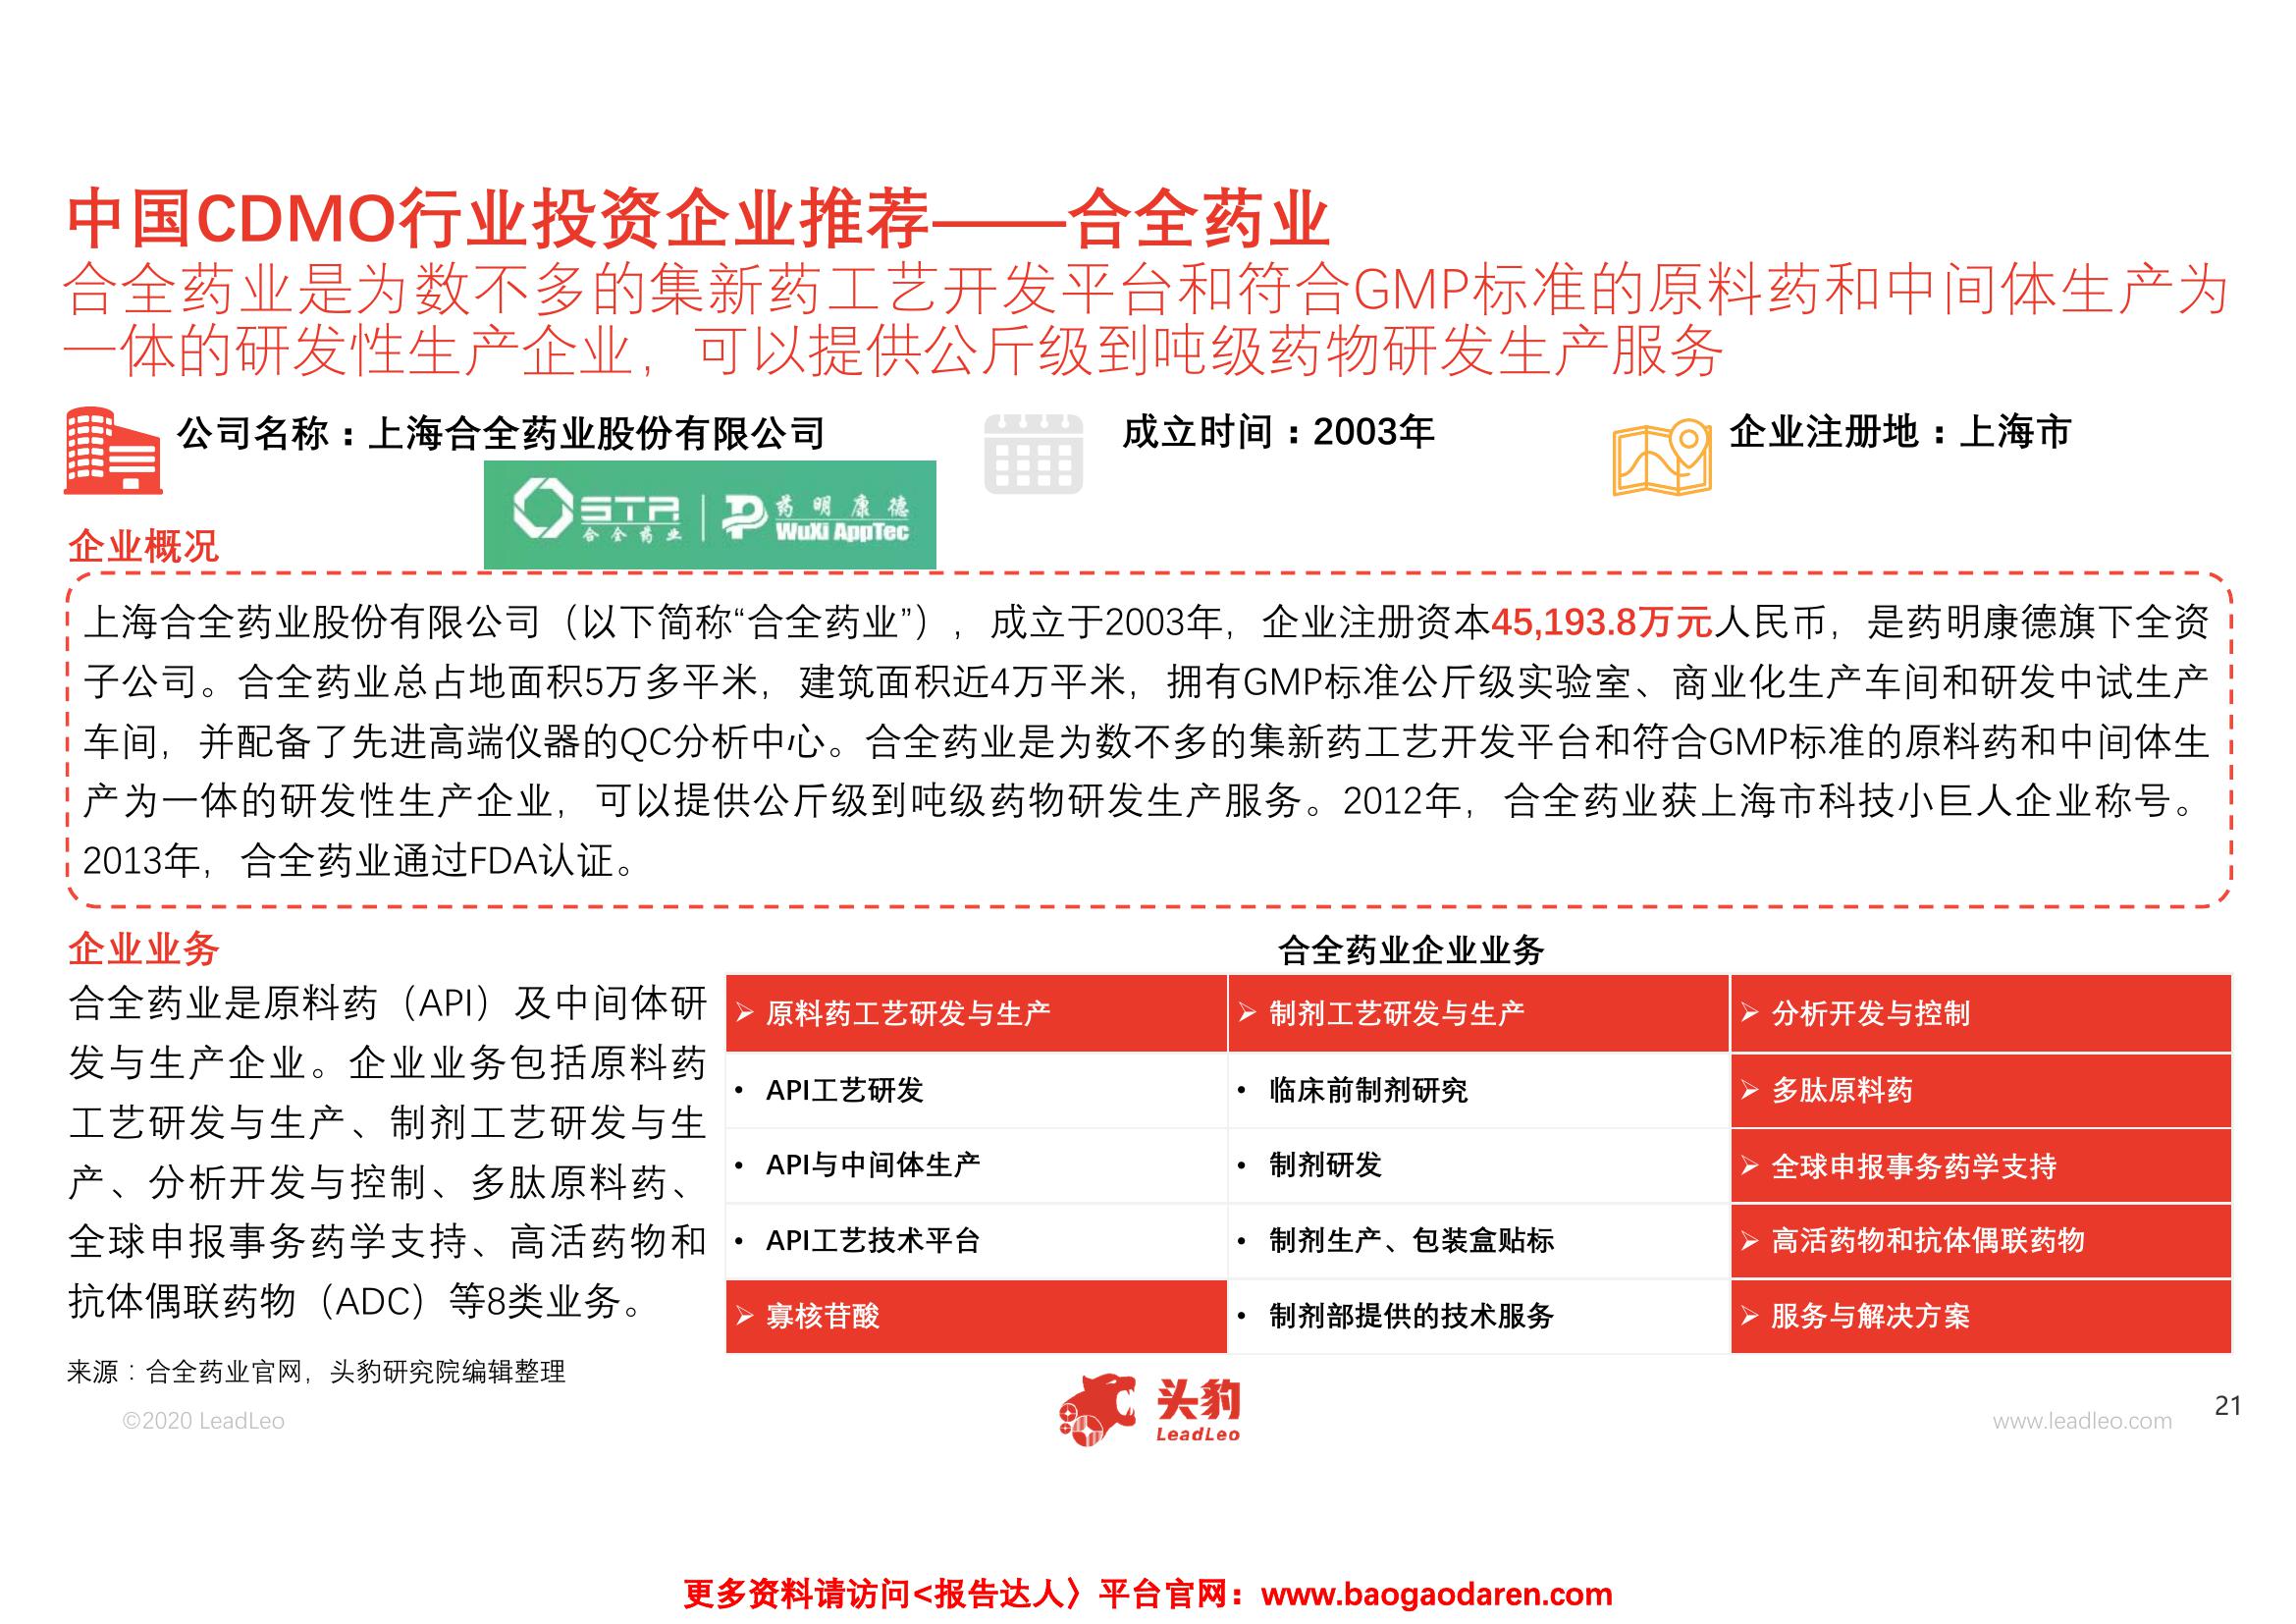 中国CDMO行业投资企业推荐——合全药业
合全药业是为数不多的集新药工艺开发平台和符合GMP标准的原料药和中间体生产为
一体的研发性生产企业，可以提供公斤级到吨级药物研发生产服务
公司名称：上海合全药业股份有限公司
成立时间：2003年
企业注册地：上海市
STA
合全药业
药明康德
WuXi AppTec
企业概况
上海合全药业股份有限公司（以下简称“合全药业”），成立于2003年，企业注册资本45,193.8万元人民币，是药明康德旗下全资
子公司。合全药业总占地面积5万多平米，建筑面积近4万平米，拥有GMP标准公斤级实验室、商业化生产车间和研发中试生产
车间，并配备了先进高端仪器的QC分析中心。合全药业是为数不多的集新药工艺开发平台和符合GMP标准的原料药和中间体生
产为一体的研发性生产企业，可以提供公斤级到吨级药物研发生产服务。2012年，合全药业获上海市科技小巨人企业称号。
2013年，合全药业通过FDA认证。
企业业务
合全药业是原料药（API）及中间体研
发与生产企业。企业业务包括原料药
工艺研发与生产、制剂工艺研发与生
产、分析开发与控制、多肽原料药、
全球申报事务药学支持、高活药物和
抗体偶联药物（ADC）等8类业务。
合全药业企业业务
➢ 原料药工艺研发与生产
➢ 制剂工艺研发与生产
➢ 分析开发与控制
• API工艺研发
• 临床前制剂研究
➢ 多肽原料药
• API与中间体生产
• 制剂研发
➢ 全球申报事务药学支持
• API工艺技术平台
• 制剂生产、包装盒贴标
➢ 高活药物和抗体偶联药物
➢ 寡核苷酸
• 制剂部提供的技术服务
➢ 服务与解决方案
来源：合全药业官网，头豹研究院编辑整理
©2020 LeadLeo
头豹
LeadLeo
www.leadleo.com
21
更多资料请访问<报告达人〉平台官网：www.baogaodaren.com